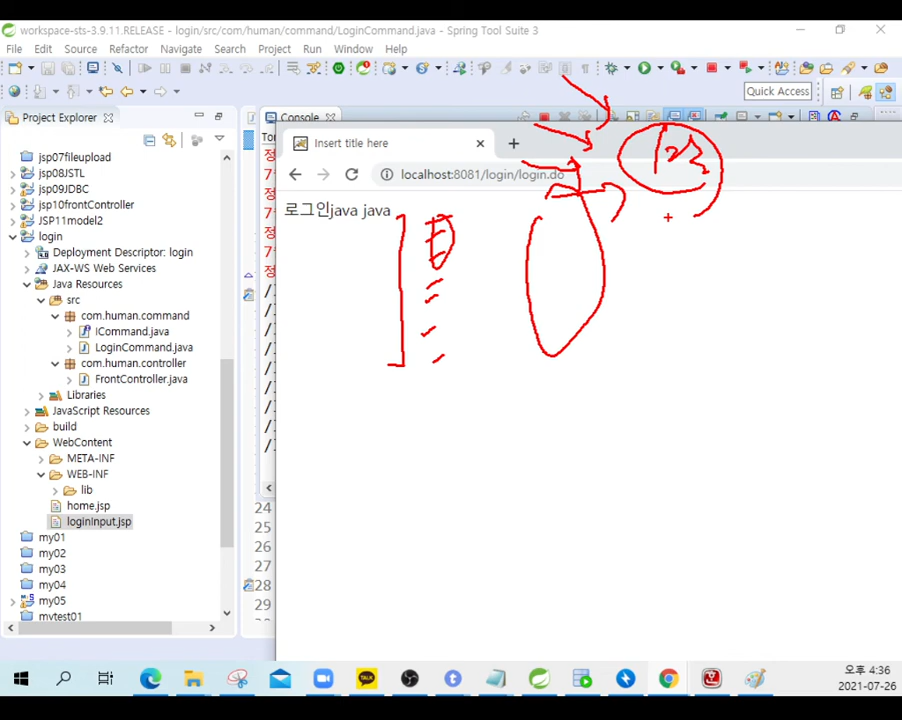 workspace-sts-3.9.11.RELEASE - login/src/com/human/command/LoginCommand.java - Spring Tool Suite 3
File Edit Source Refactor Navigate Search Project Run Window Help
Quick Access
Project Explorer
Console
jsp07fileupload
jsp08JSTL
jsp09JDBC
jsp10frontController
JSP11model2
login
Deployment Descriptor: login
JAX-WS Web Services
Java Resources
src
com.human.command
ICommand.java
LoginCommand.java
com.human.controller
FrontController.java
Libraries
JavaScript Resources
build
WebContent
META-INF
WEB-INF
lib
home.jsp
loginInput.jsp
my01
my02
my03
my04
my05
mvtest01
24
25
26
27
28
29
Insert title here
localhost:8081/login/login.do
로그인java java
123
오후 4:36
2021-07-26